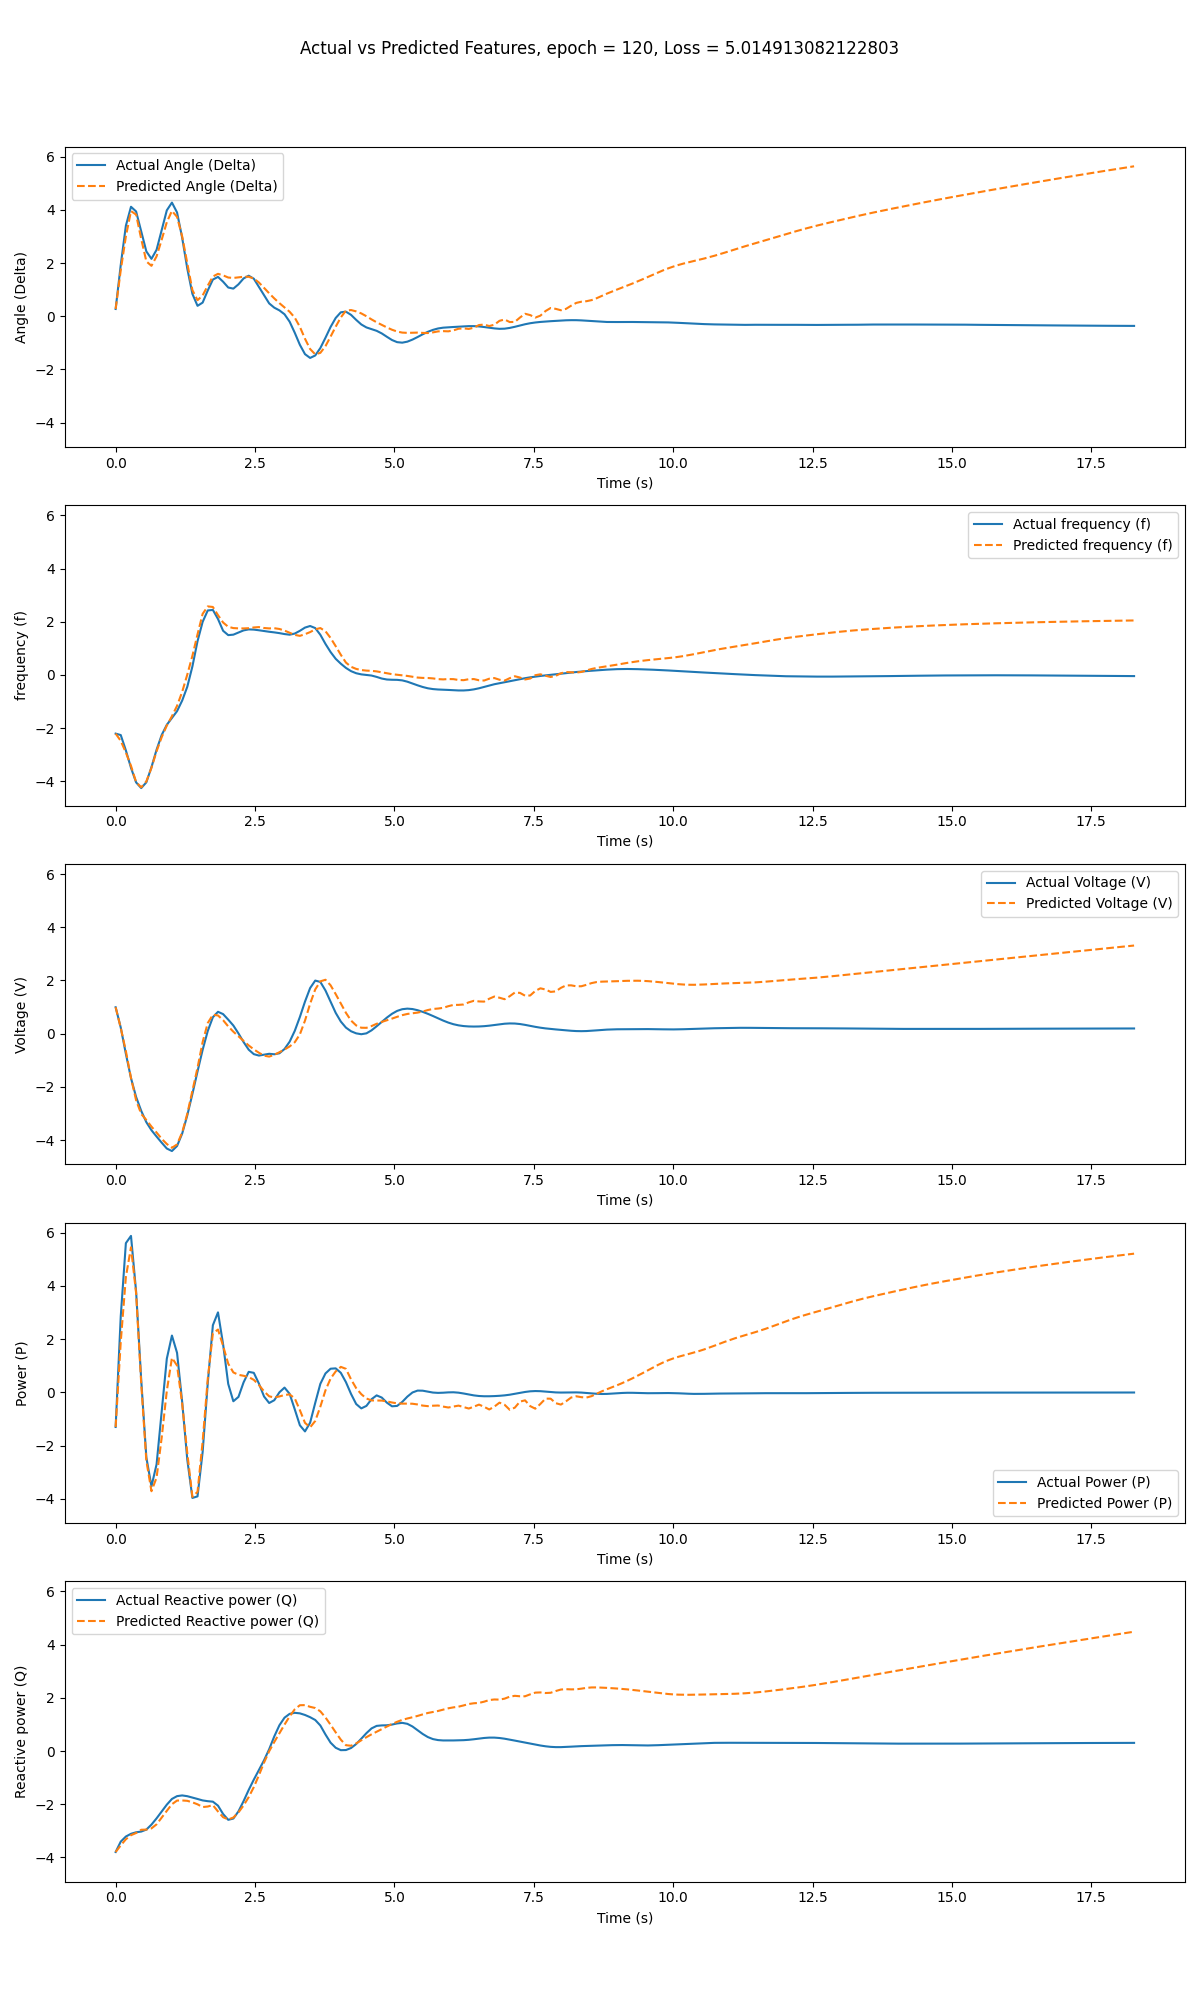 Actual vs Predicted Features, epoch = 120, Loss = 5.014913082122803
Actual Angle (Delta)
Predicted Angle (Delta)
Angle (Delta)
6
4
2
0
−2
−4
0.0 2.5 5.0 7.5 10.0 12.5 15.0 17.5
Time (s)
Actual frequency (f)
Predicted frequency (f)
frequency (f)
6
4
2
0
−2
−4
0.0 2.5 5.0 7.5 10.0 12.5 15.0 17.5
Time (s)
Actual Voltage (V)
Predicted Voltage (V)
Voltage (V)
6
4
2
0
−2
−4
0.0 2.5 5.0 7.5 10.0 12.5 15.0 17.5
Time (s)
Power (P)
6
4
2
0
−2
−4
Actual Power (P)
Predicted Power (P)
0.0 2.5 5.0 7.5 10.0 12.5 15.0 17.5
Time (s)
Actual Reactive power (Q)
Predicted Reactive power (Q)
Reactive power (Q)
6
4
2
0
−2
−4
0.0 2.5 5.0 7.5 10.0 12.5 15.0 17.5
Time (s)